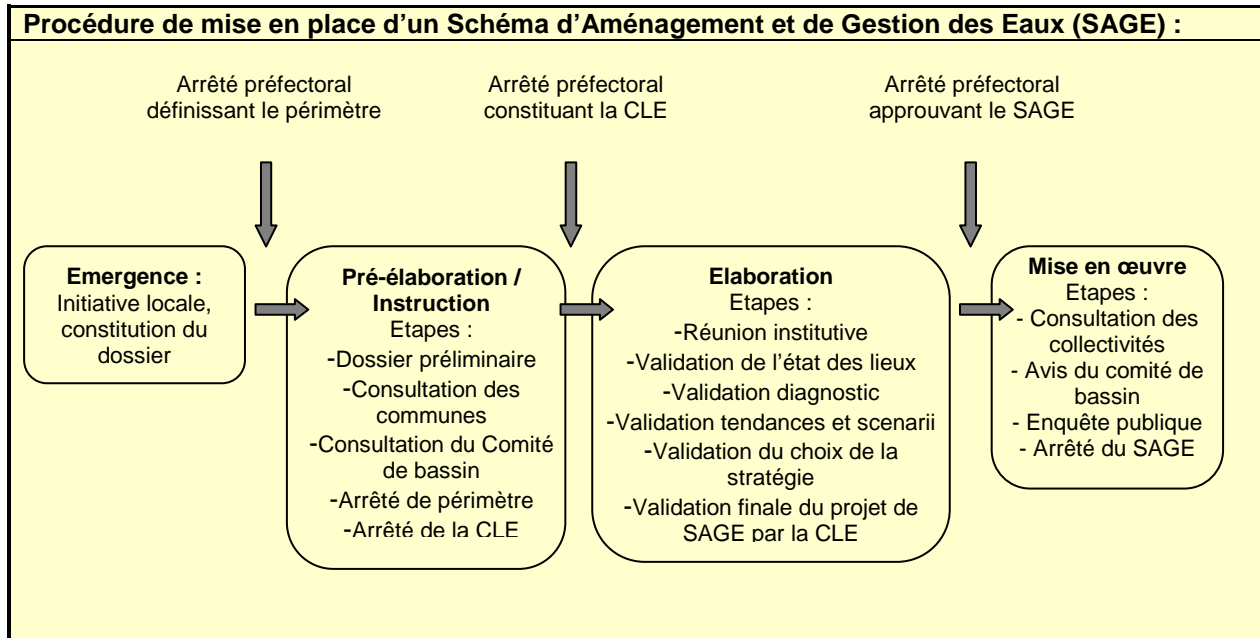 Procédure de mise en place d'un Schéma d'Aménagement et de Gestion des Eaux (SAGE) :
Arrêté préfectoral
définissant le périmètre
Arrêté préfectoral
constituant la CLE
Arrêté préfectoral
approuvant le SAGE
Emergence :
Initiative locale,
constitution du
dossier
Pré-élaboration /
Instruction
Etapes :
-Dossier préliminaire
-Consultation des
communes
-Consultation du Comité
de bassin
-Arrêté de périmètre
-Arrêté de la CLE
Elaboration
Etapes :
-Réunion institutive
-Validation de l'état des lieux
-Validation diagnostic
-Validation tendances et scenarii
-Validation du choix de la
stratégie
-Validation finale du projet de
SAGE par la CLE
Mise en œuvre
Etapes :
- Consultation des
collectivités
- Avis du comité de
bassin
- Enquête publique
- Arrêté du SAGE